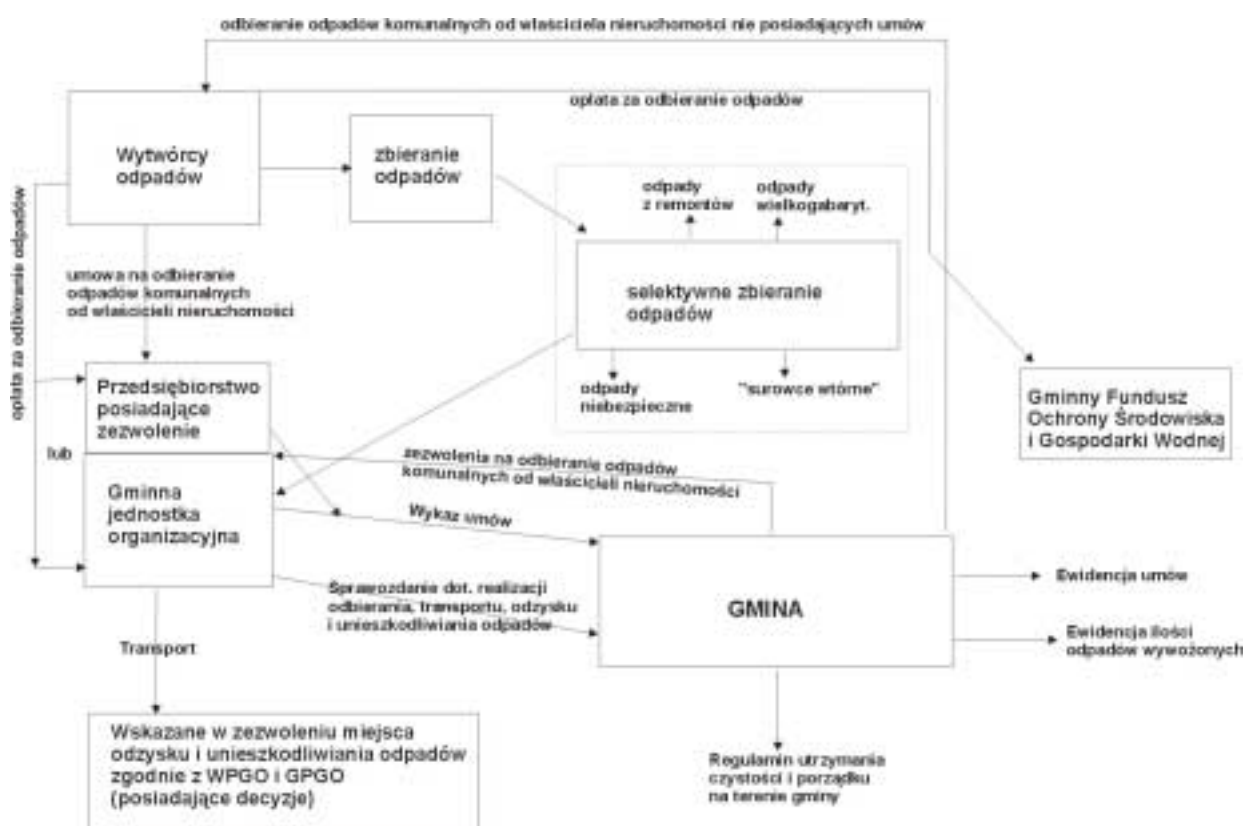 odbieranie odpadów komunalnych od właściciela nieruchomości nie posiadających umów
opłata za odbieranie odpadów
Wytwórcy
odpadów
zbieranie
odpadów
odpady
z remontów
odpady
wielkogabaryt.
opłata za odbieranie odpadów
umowa na odbieranie
odpadów komunalnych
od właścicieli nieruchomości
selektywne zbieranie
odpadów
odpady
niebezpieczne
"surowce wtórne"
Przedsiębiorstwo
posiadające
zezwolenie
Gminny Fundusz
Ochrony Środowiska
i Gospodarki Wodnej
lub
zezwolenia na odbieranie odpadów
komunalnych od właścicieli nieruchomości
Gminna
jednostka
organizacyjna
Wykaz umów
Sprawozdanie dot. realizacji
odbierania, transportu, odzysku
i unieszkodliwiania odpadów
GMINA
Ewidencja umów
Ewidencja ilości
odpadów wywożonych
Transport
Wskazane w zezwoleniu miejsca
odzysku i unieszkodliwiania odpadów
zgodnie z WPGO i GPGO
(posiadające decyzje)
Regulamin utrzymania
czystości i porządku
na terenie gminy